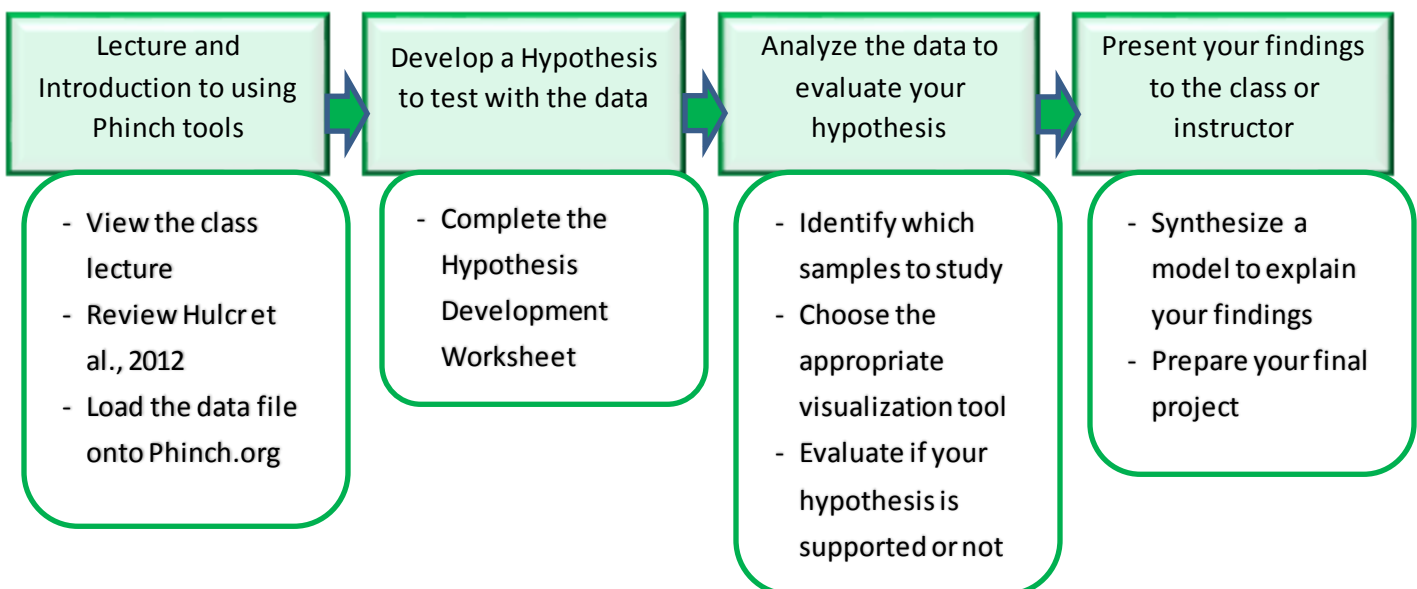 Lecture and
Introduction to using
Phinch tools
- View the class
lecture
- Review Hulcr et
al., 2012
- Load the data file
onto Phinch.org
Develop a Hypothesis
to test with the data
- Complete the
Hypothesis
Development
Worksheet
Analyze the data to
evaluate your
hypothesis
- Identify which
samples to study
- Choose the
appropriate
visualization tool
- Evaluate if your
hypothesis is
supported or not
Present your findings
to the class or
instructor
- Synthesize a
model to explain
your findings
- Prepare your final
project